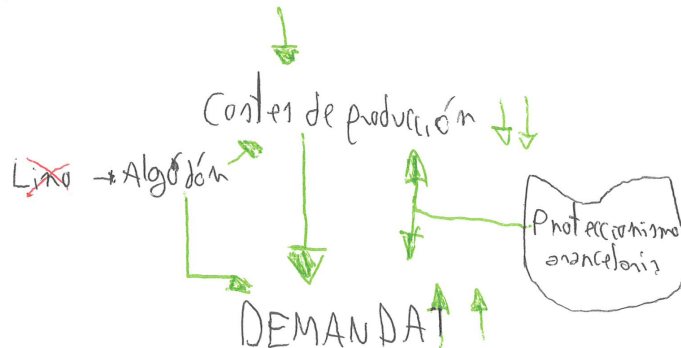 Costes de producción
Lino → Algodón
Proteccionismo
arancelario
DEMANDA